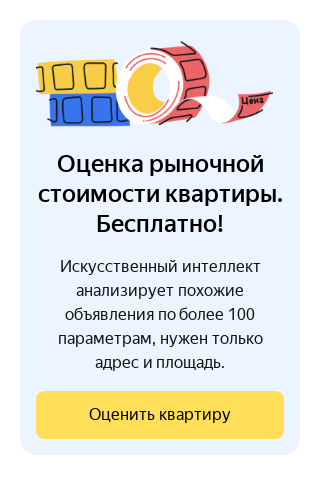 Цена
Оценка рыночной
стоимости квартиры.
Бесплатно!
Искусственный интеллект
анализирует похожие
объявления по более 100
параметрам, нужен только
адрес и площадь.
Оценить квартиру